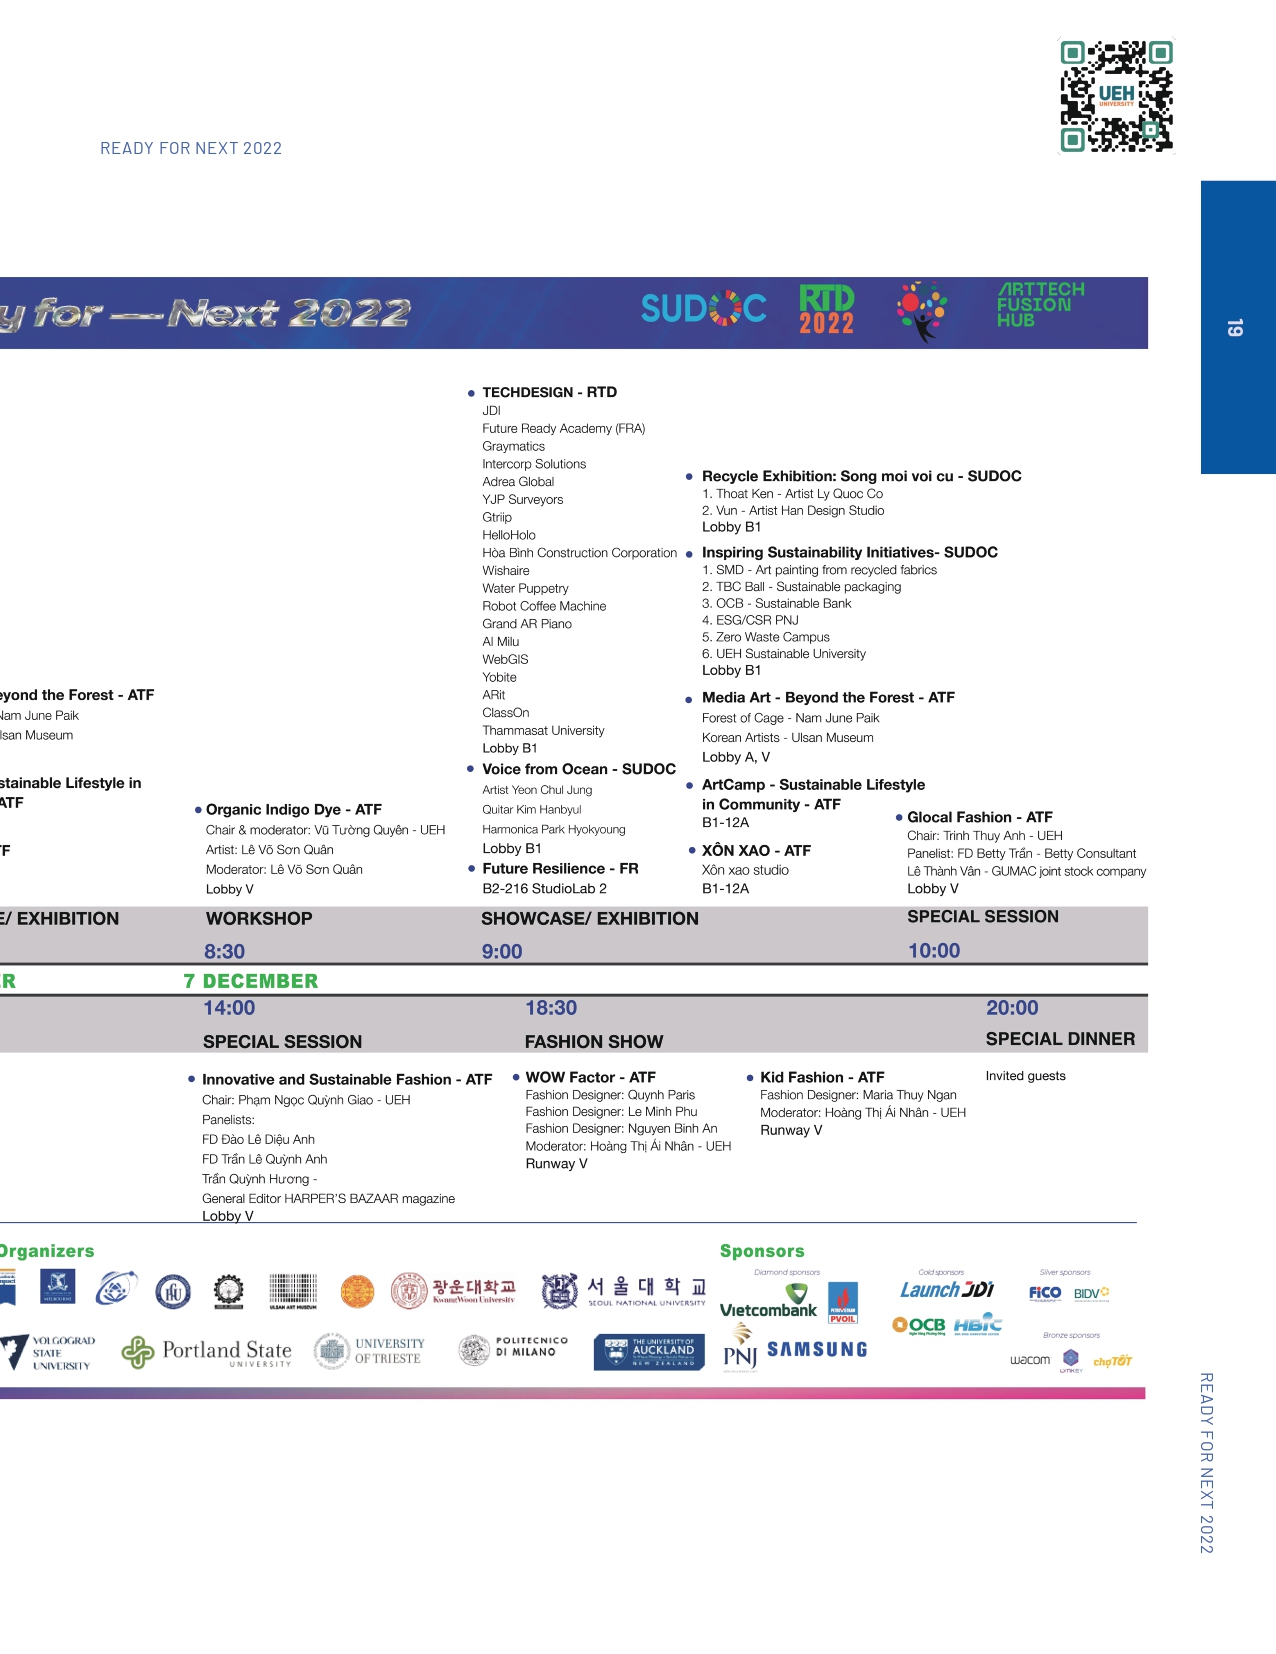 READY FOR NEXT 2022
UEH
UNIVERSITY
19
y for — Next 2022
SUDOC
RTD
2022
ARTTECH
FUSION
HUB
TECHDESIGN - RTD
JDI
Future Ready Academy (FRA)
Graymatics
Intercorp Solutions
Adrea Global
YJP Surveyors
Gtriip
HelloHolo
Hòa Bình Construction Corporation
Wishaire
Water Puppetry
Robot Coffee Machine
Grand AR Piano
AI Milu
WebGIS
Yobite
ARit
ClassOn
Thammasat University
Lobby B1
Voice from Ocean - SUDOC
Artist Yeon Chul Jung
Quitar Kim Hanbyul
Harmonica Park Hyokyoung
Lobby B1
Future Resilience - FR
B2-216 StudioLab 2
Recycle Exhibition: Song moi voi cu - SUDOC
1. Thoat Ken - Artist Ly Quoc Co
2. Vun - Artist Han Design Studio
Lobby B1
Inspiring Sustainability Initiatives- SUDOC
1. SMD - Art painting from recycled fabrics
2. TBC Ball - Sustainable packaging
3. OCB - Sustainable Bank
4. ESG/CSR PNJ
5. Zero Waste Campus
6. UEH Sustainable University
Lobby B1
Media Art - Beyond the Forest - ATF
Forest of Cage - Nam June Paik
Korean Artists - Ulsan Museum
Lobby A, V
ArtCamp - Sustainable Lifestyle
in Community - ATF
B1-12A
XÔN XAO - ATF
Xôn xao studio
B1-12A
eyond the Forest - ATF
Nam June Paik
lsan Museum
stainable Lifestyle in
ATF
TF
Organic Indigo Dye - ATF
Chair & moderator: Vũ Tường Quyên - UEH
Artist: Lê Võ Sơn Quân
Moderator: Lê Võ Sơn Quân
Lobby V
Glocal Fashion - ATF
Chair: Trinh Thuy Anh - UEH
Panelist: FD Betty Trần - Betty Consultant
Lê Thành Vân - GUMAC joint stock company
Lobby V
E/ EXHIBITION
WORKSHOP
SHOWCASE/ EXHIBITION
SPECIAL SESSION
8:30
9:00
10:00
ER
7 DECEMBER
14:00
18:30
20:00
SPECIAL SESSION
FASHION SHOW
SPECIAL DINNER
Innovative and Sustainable Fashion - ATF
Chair: Phạm Ngọc Quỳnh Giao - UEH
Panelists:
FD Đào Lê Diệu Anh
FD Trần Lê Quỳnh Anh
Trần Quỳnh Hương -
General Editor HARPER'S BAZAAR magazine
Lobby V
WOW Factor - ATF
Fashion Designer: Quynh Paris
Fashion Designer: Le Minh Phu
Fashion Designer: Nguyen Binh An
Moderator: Hoàng Thị Ái Nhân - UEH
Runway V
Kid Fashion - ATF
Fashion Designer: Maria Thuy Ngan
Moderator: Hoàng Thị Ái Nhân - UEH
Runway V
Invited guests
Organizers
MELBOURNE
ULSAN ART MUSEUM
광운대학교
KwangWoon University
서울대학교
SEOUL NATIONAL UNIVERSITY
VOLGOGRAD
STATE
UNIVERSITY
Portland State
UNIVERSITY
UNIVERSITY
OF TRIESTE
POLITECNICO
DI MILANO
THE UNIVERSITY OF
AUCKLAND
NEW ZEALAND
Sponsors
Diamond sponsors
Vietcombank
PETROVIETNAM
PVOIL
PNJ
SAMSUNG
Gold sponsors
Launch JDi
OCB
HBIC
Silver sponsors
FiCO
BIDV
Bronze sponsors
wacom
LYNKEY
chợTỐT
READY FOR NEXT 2022